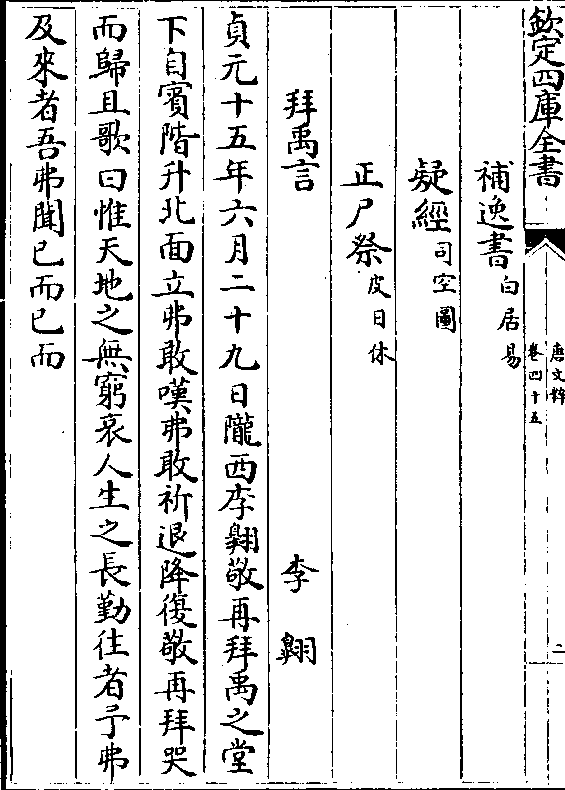 欽定四庫全書
唐文粹
卷四十五
二
補逸書白居易
疑經司空圖
正尸祭皮日休
拜禹言 李翺
貞元十五年六月二十九日隴西李翺敬再拜禹之堂
下自賓階升北面立弗敢嘆弗敢祈退降復敬再拜哭
而歸且歌曰惟天地之無窮哀人生之長勤往者予弗
及來者吾弗聞已而已而